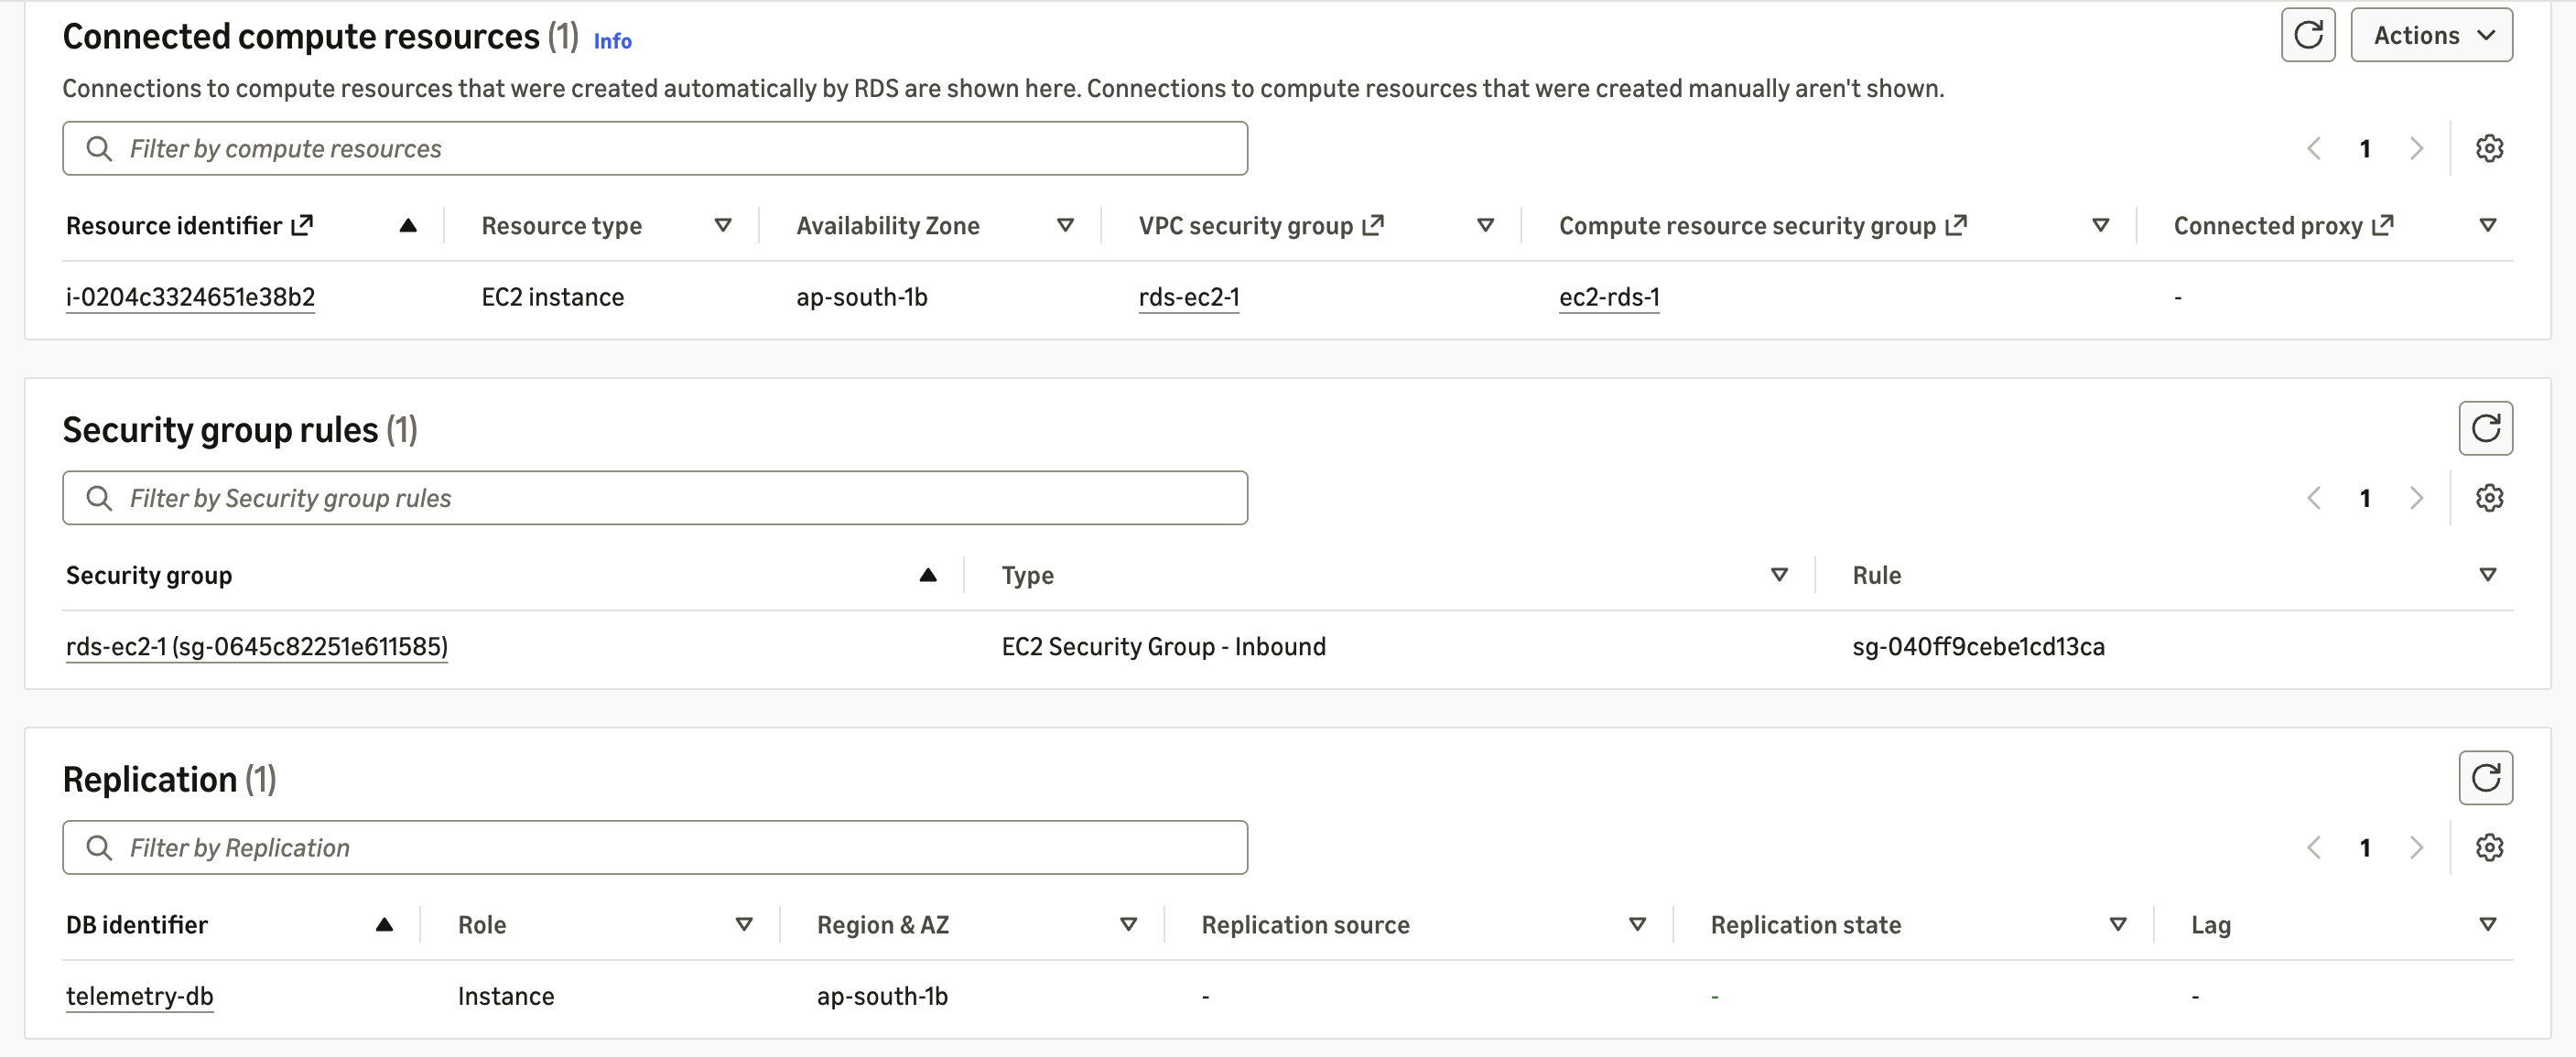 Connected compute resources (1) Info
Actions
Connections to compute resources that were created automatically by RDS are shown here. Connections to compute resources that were created manually aren't shown.
Filter by compute resources
1
Resource identifier Resource type Availability Zone VPC security group Compute resource security group Connected proxy
i-0204c3324651e38b2 EC2 instance ap-south-1b rds-ec2-1 ec2-rds-1 -
Security group rules (1)
Filter by Security group rules
1
Security group Type Rule
rds-ec2-1 (sg-0645c82251e611585) EC2 Security Group - Inbound sg-040ff9cebe1cd13ca
Replication (1)
Filter by Replication
1
DB identifier Role Region & AZ Replication source Replication state Lag
telemetry-db Instance ap-south-1b - - -